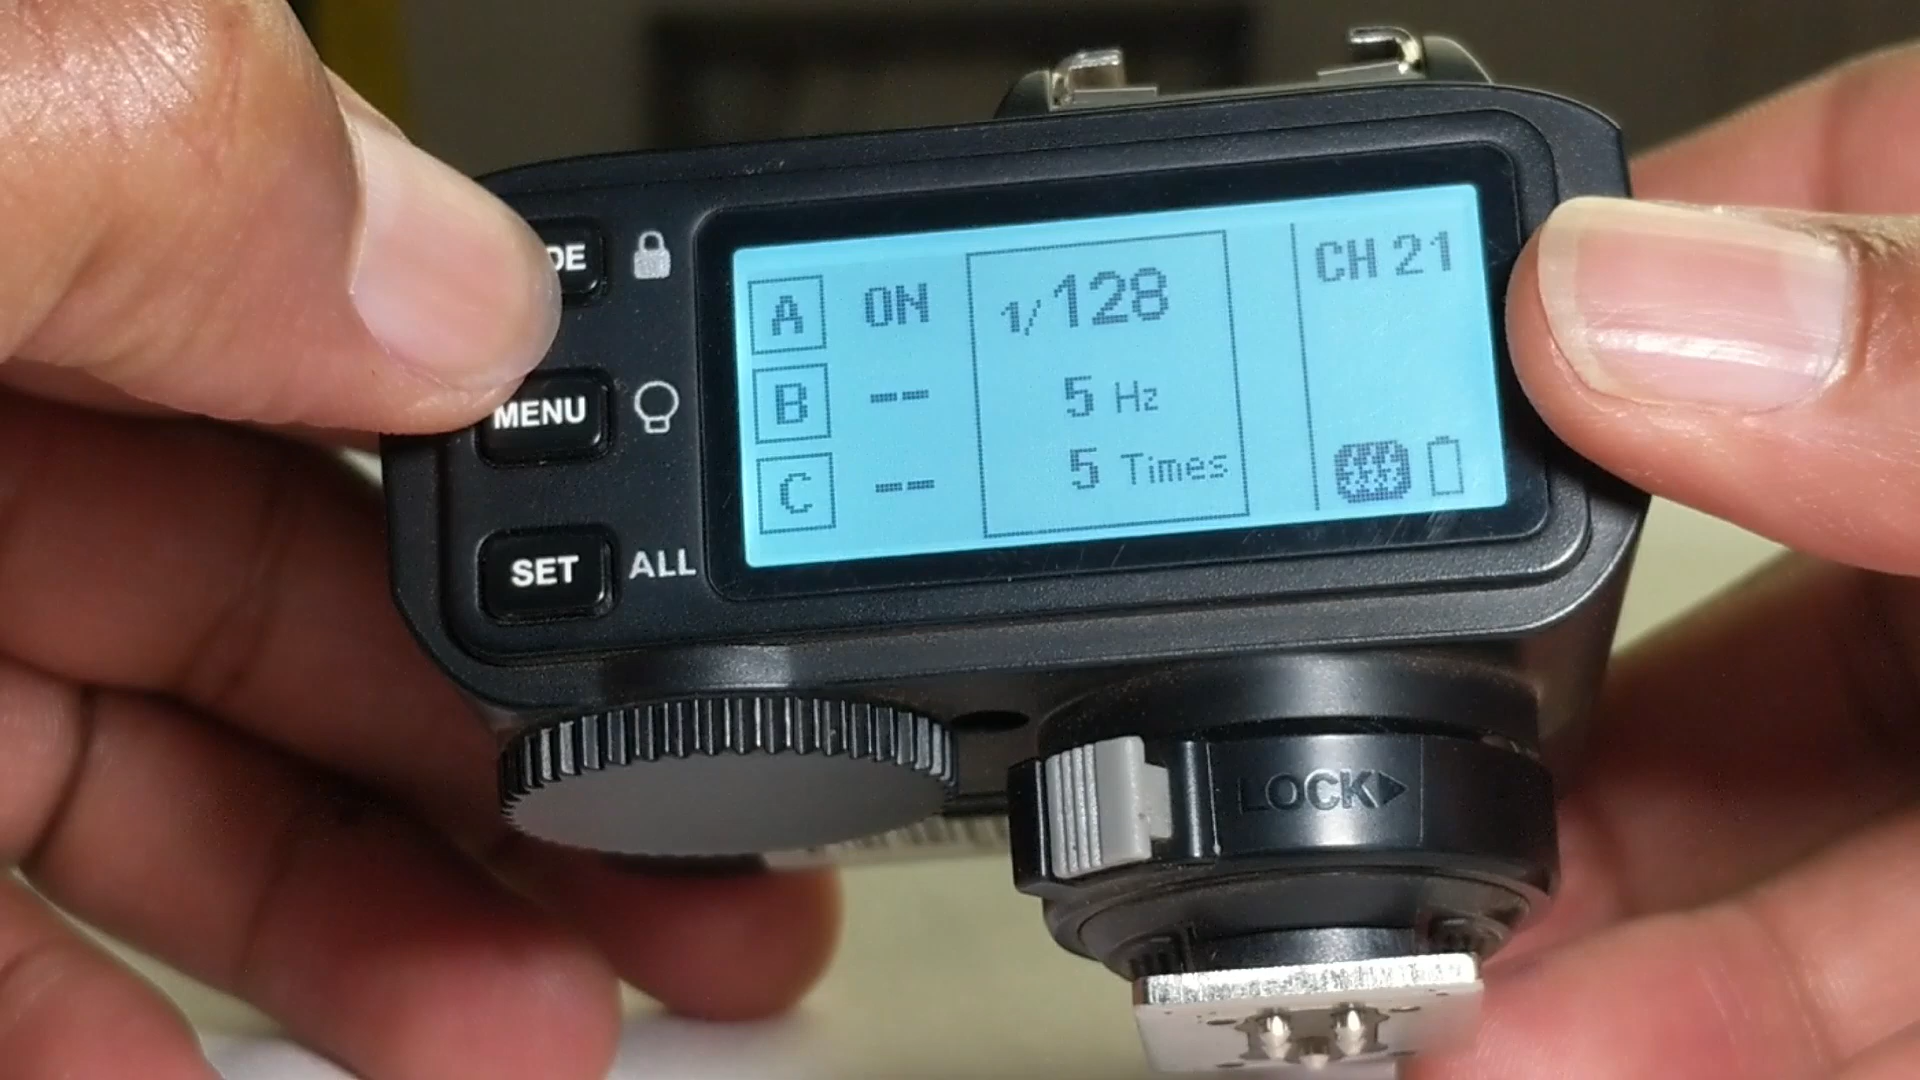 DE
MENU
SET ALL
A ON
B --
C --
1/128
5 Hz
5 Times
CH 21
LOCK